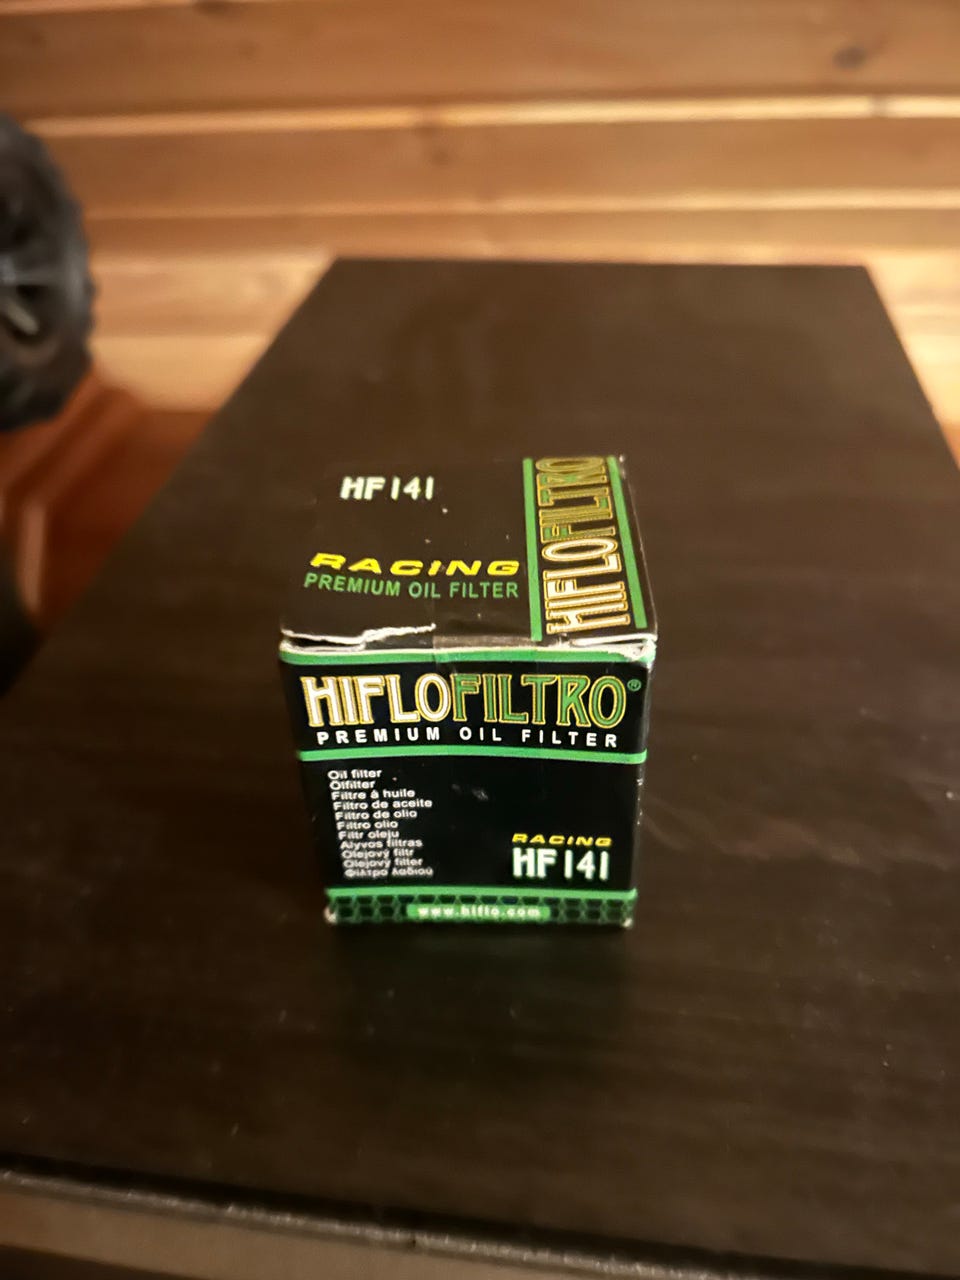 HF141
RACING
PREMIUM OIL FILTER
HIFLOFILTRO
HIFLOFILTRO®
PREMIUM OIL FILTER
Oil filter
Ölfilter
Filtre à huile
Filtro de aceite
Filtro de olio
Filtro olio
Filtr oleju
Alyvos filtras
Olejový filtr
Olejový filter
Φίλτρο λαδιού
RACING
HF141
www.hiflo.com